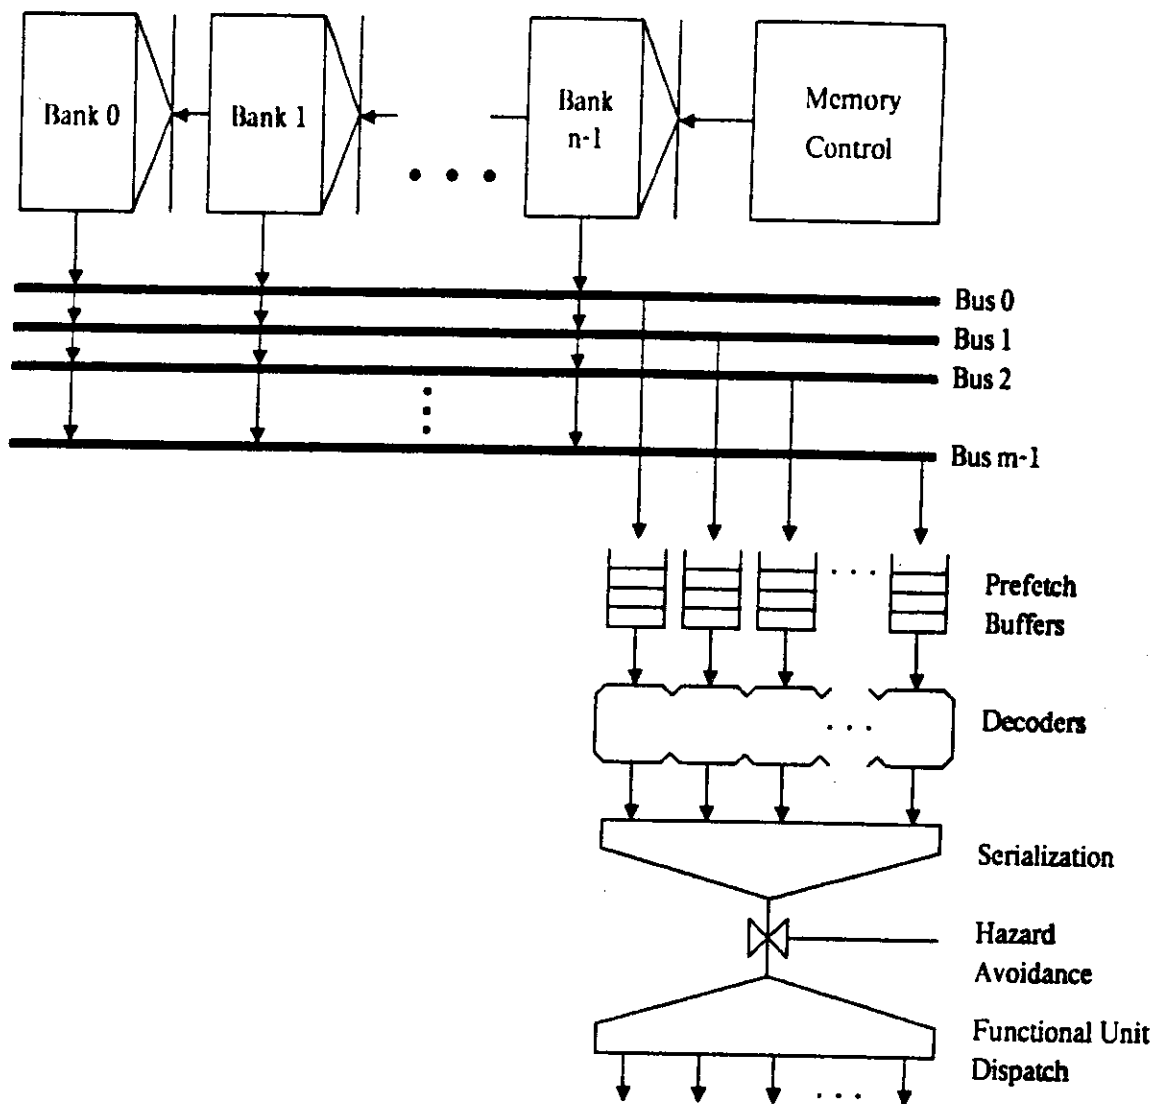 Bank 0
Bank 1
Bank
n-1
Memory
Control
Bus 0
Bus 1
Bus 2
Bus m-1
Prefetch
Buffers
Decoders
Serialization
Hazard
Avoidance
Functional Unit
Dispatch